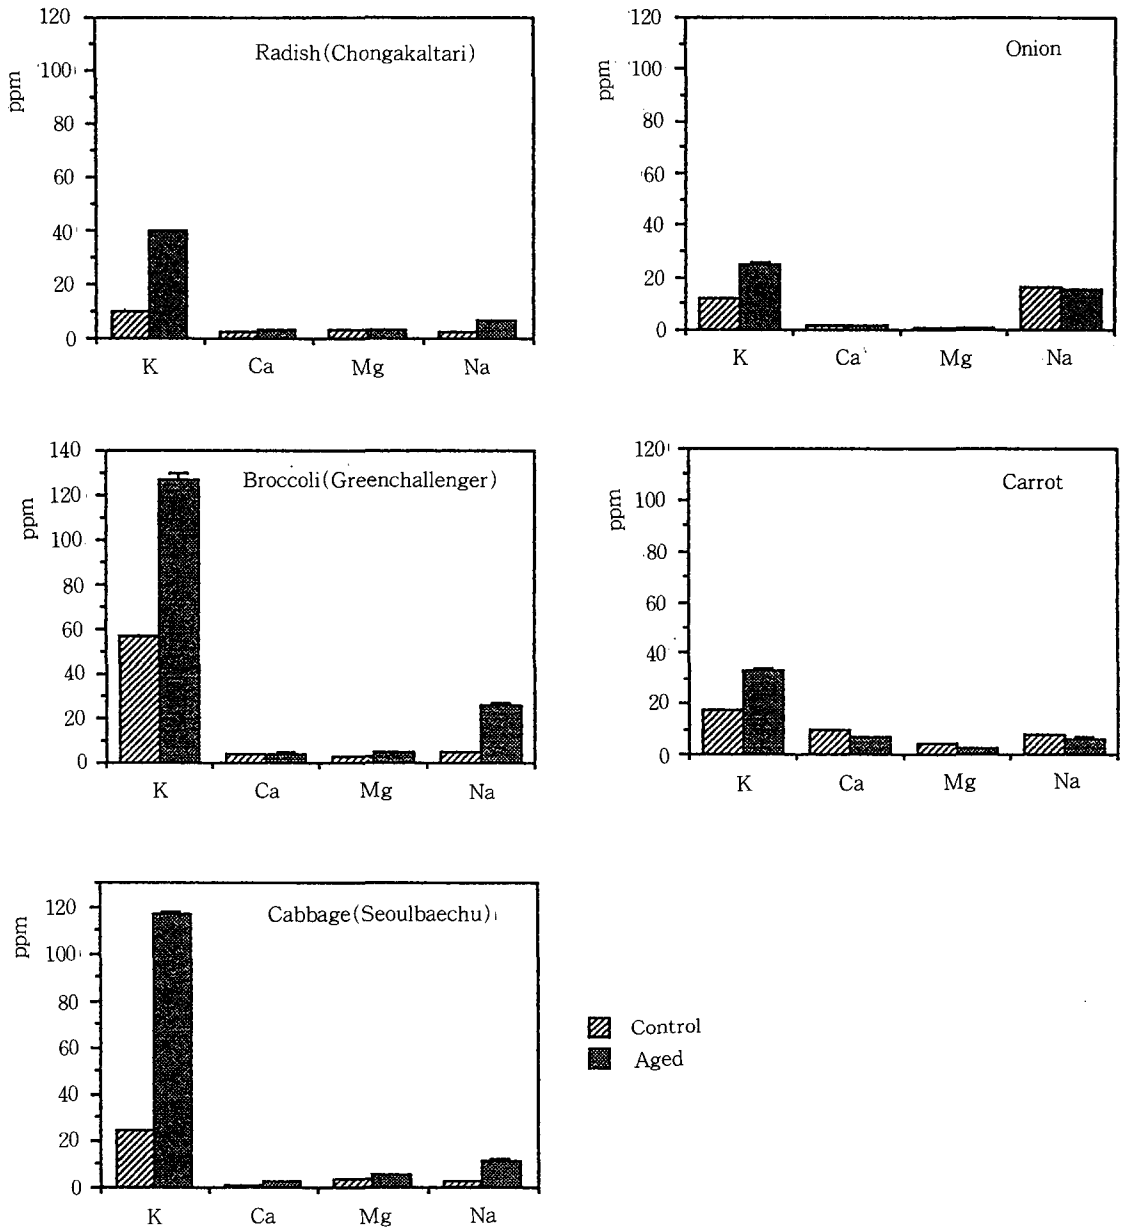 Radish(Chongakaltari)
ppm
120
100
80
60
40
20
0
K Ca Mg Na
Onion
ppm
120
100
80
60
40
20
0
K Ca Mg Na
Broccoli(Greenchallenger)
ppm
140
120
100
80
60
40
20
0
K Ca Mg Na
Carrot
ppm
120
100
80
60
40
20
0
K Ca Mg Na
Cabbage(Seoulbaechu)
ppm
120
100
80
60
40
20
0
K Ca Mg Na
Control
Aged